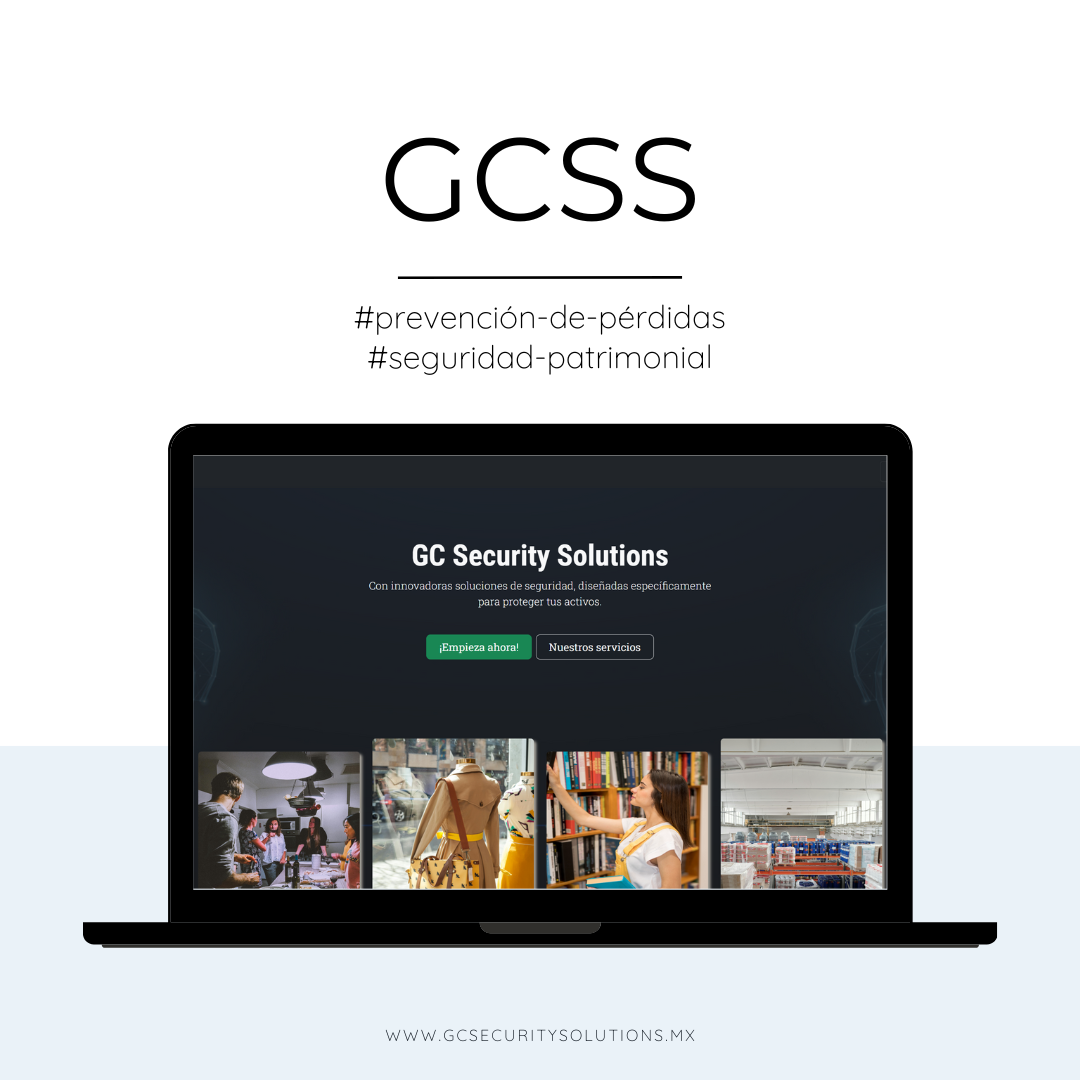 GCSS
#prevención-de-pérdidas
#seguridad-patrimonial
GC Security Solutions
Con innovadoras soluciones de seguridad, diseñadas específicamente
para proteger tus activos.
¡Empieza ahora!
Nuestros servicios
WWW.GCSECURITYSOLUTIONS.MX